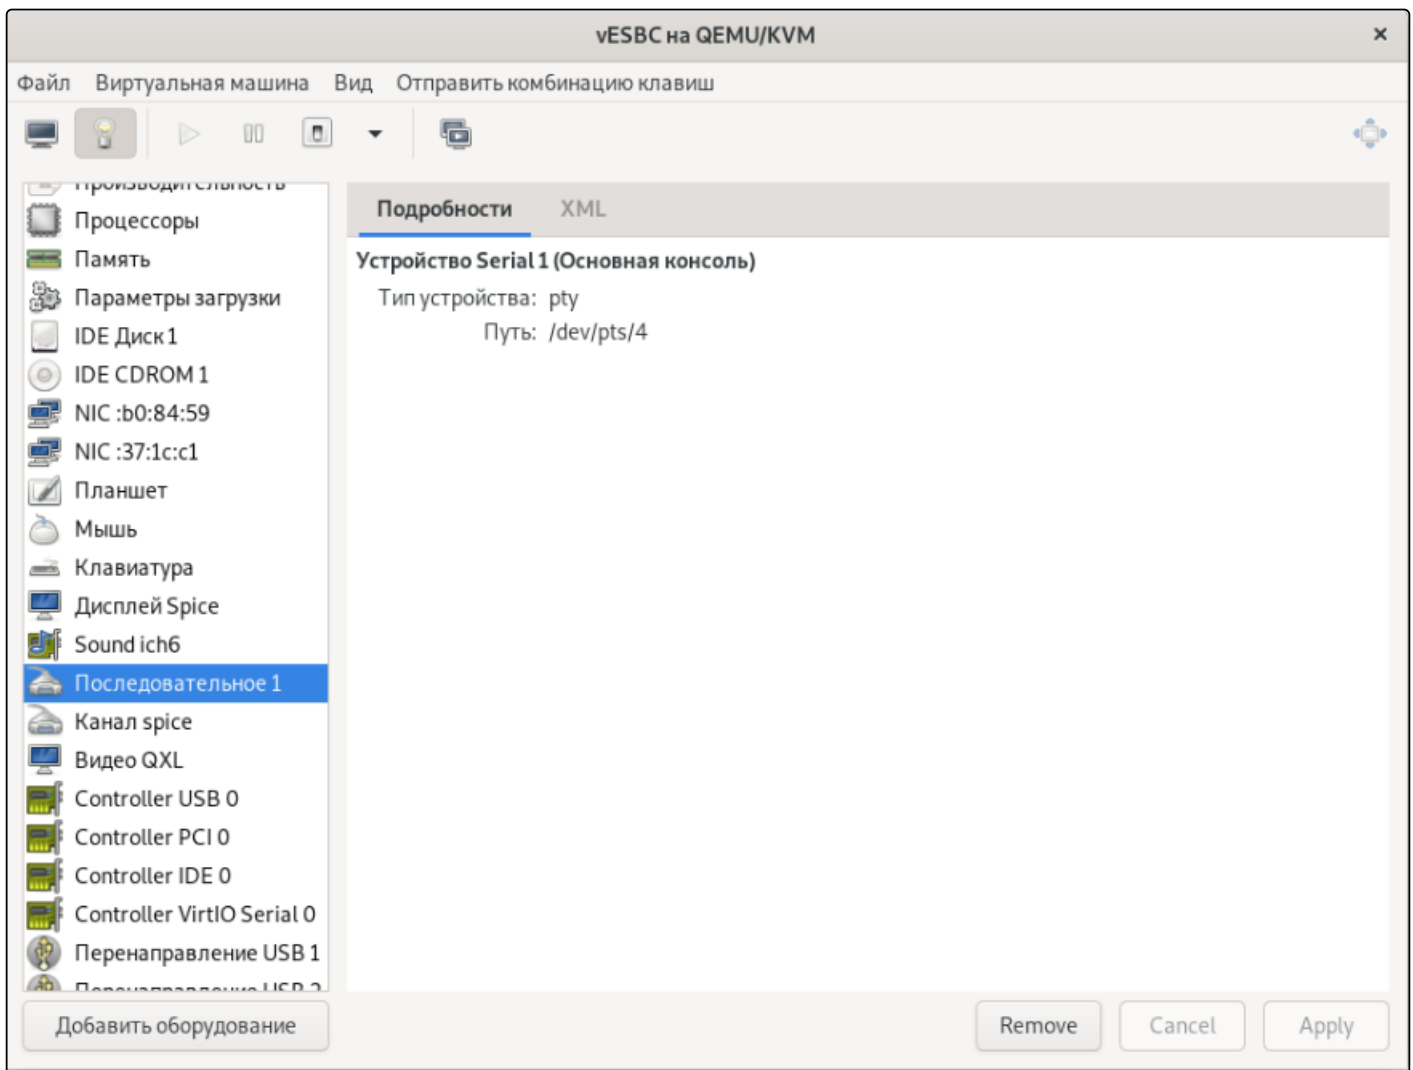 vESBC на QEMU/KVM
Файл Виртуальная машина Вид Отправить комбинацию клавиш
Производительность
Процессоры
Память
Параметры загрузки
IDE Диск 1
IDE CDROM 1
NIC :b0:84:59
NIC :37:1c:c1
Планшет
Мышь
Клавиатура
Дисплей Spice
Sound ich6
Последовательное 1
Канал spice
Видео QXL
Controller USB 0
Controller PCI 0
Controller IDE 0
Controller VirtIO Serial 0
Перенаправление USB 1
Перенаправление USB 2
Добавить оборудование
Подробности XML
Устройство Serial 1 (Основная консоль)
Тип устройства: pty
Путь: /dev/pts/4
Remove Cancel Apply